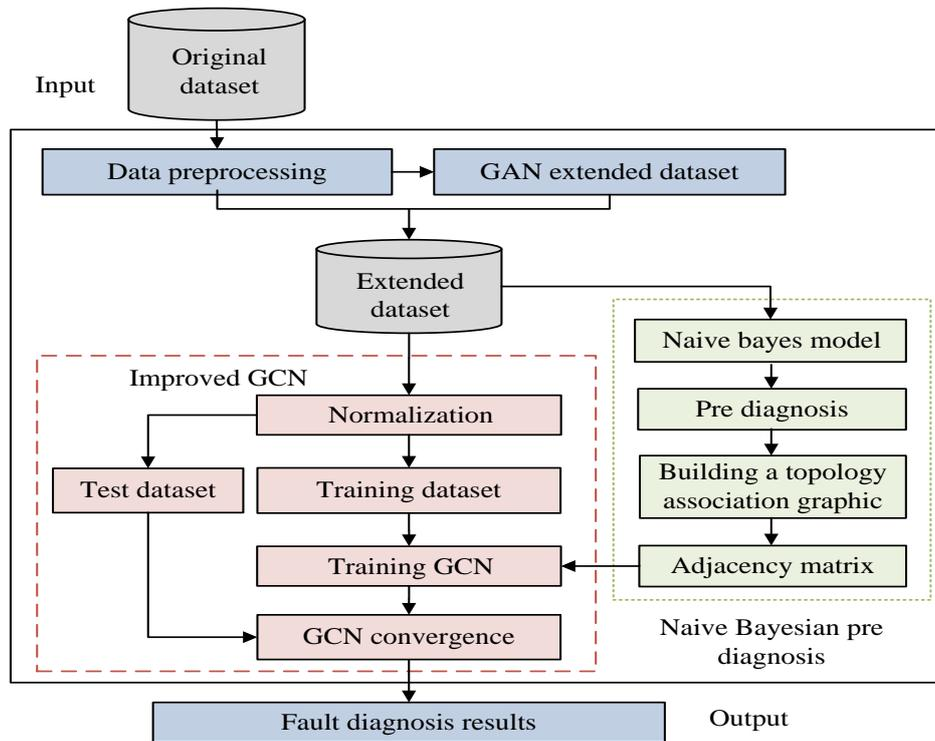 Original
dataset
Input
Data preprocessing
GAN extended dataset
Extended
dataset
Naive bayes model
Improved GCN
Normalization
Pre diagnosis
Test dataset
Training dataset
Building a topology
association graphic
Training GCN
Adjacency matrix
GCN convergence
Naive Bayesian pre
diagnosis
Fault diagnosis results
Output